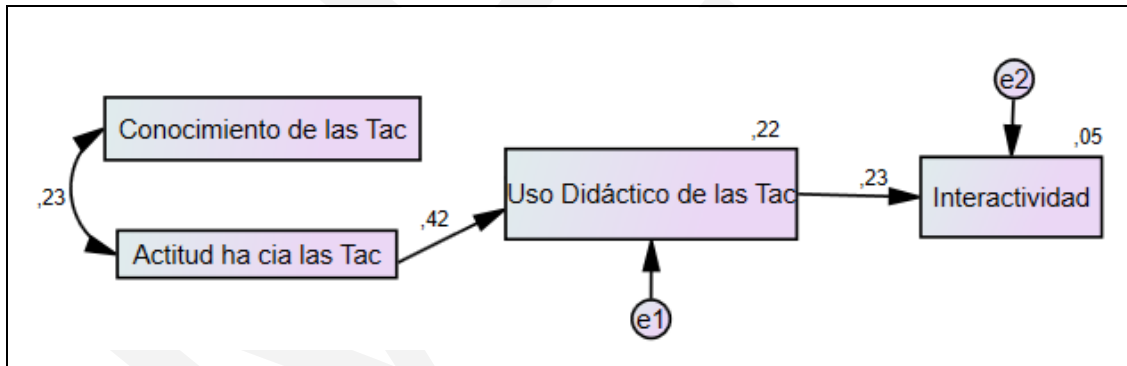 e2
Conocimiento de las Tac
,22
,05
,23
,42
Uso Didáctico de las Tac
,23
Interactividad
Actitud ha cia las Tac
e1